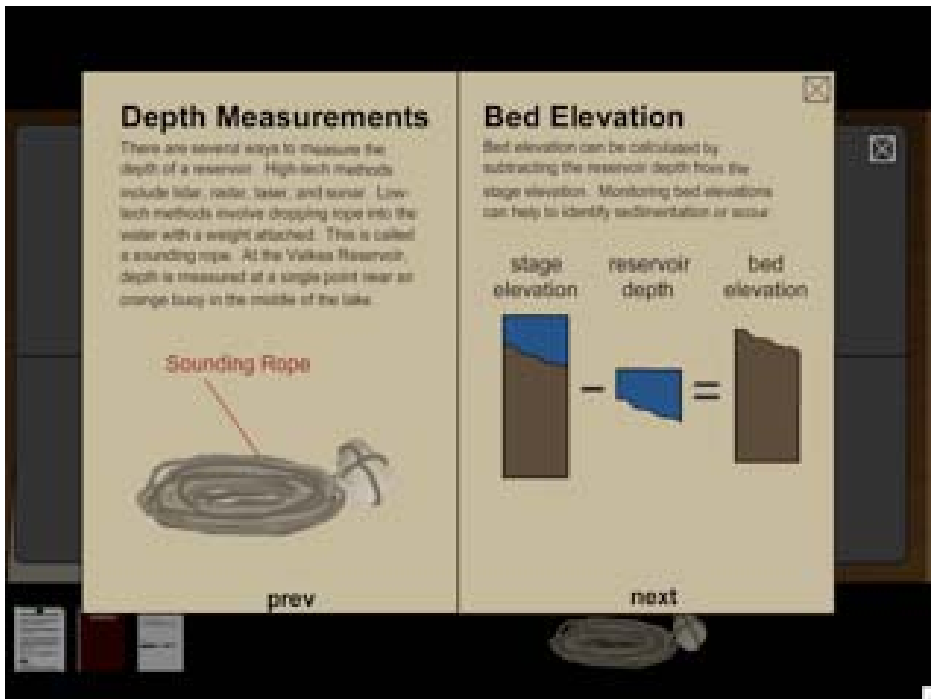 Depth Measurements
There are several ways to measure the
depth of a reservoir. High-tech methods
include lidar, radar, laser, and sonar. Low-
tech methods involve dropping rope into the
water with a weight attached. This is called
a sounding rope. At the Valkea Reservoir,
depth is measured at a single point near an
orange buoy in the middle of the lake.
Sounding Rope
prev
Bed Elevation
Bed elevation can be calculated by
subtracting the reservoir depth from the
stage elevation. Monitoring bed elevations
can help to identify sedimentation or scour.
stage reservoir bed
elevation depth elevation
− =
next